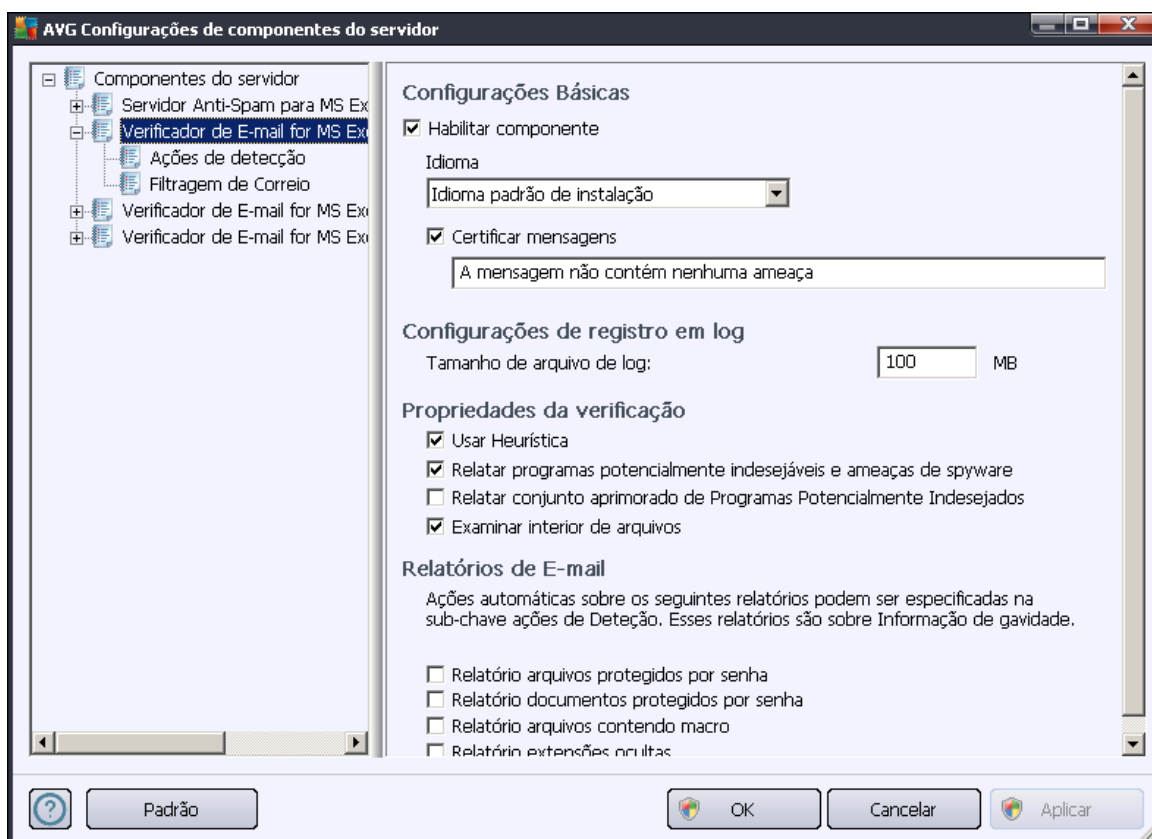 AVG Configurações de componentes do servidor
Componentes do servidor
Servidor Anti-Spam para MS Ex
Verificador de E-mail for MS Exc
Ações de detecção
Filtragem de Correio
Verificador de E-mail for MS Exc
Verificador de E-mail for MS Exc
Configurações Básicas
Habilitar componente
Idioma
Idioma padrão de instalação
Certificar mensagens
A mensagem não contém nenhuma ameaça
Configurações de registro em log
Tamanho de arquivo de log:
100 MB
Propriedades da verificação
Usar Heurística
Relatar programas potencialmente indesejáveis e ameaças de spyware
Relatar conjunto aprimorado de Programas Potencialmente Indesejados
Examinar interior de arquivos
Relatórios de E-mail
Ações automáticas sobre os seguintes relatórios podem ser especificadas na
sub-chave ações de Deteção. Esses relatórios são sobre Informação de gavidade.
Relatório arquivos protegidos por senha
Relatório documentos protegidos por senha
Relatório arquivos contendo macro
Relatório extensões ocultas
Padrão
OK
Cancelar
Aplicar